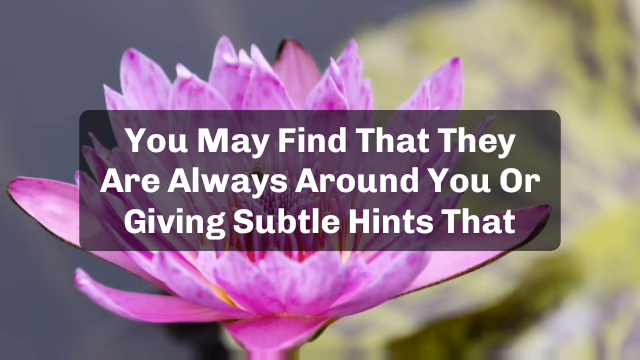 You May Find That They
Are Always Around You Or
Giving Subtle Hints That